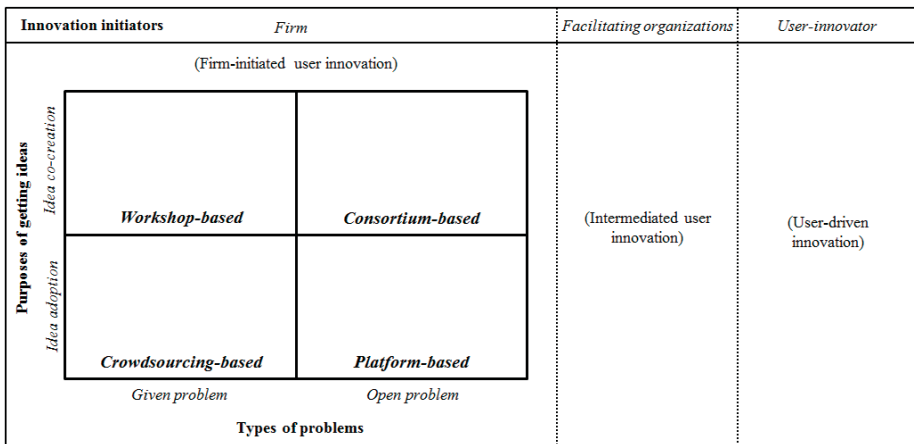 Innovation initiators
Firm
Facilitating organizations
User-innovator
(Firm-initiated user innovation)
Purposes of getting ideas
Idea co-creation
Idea adoption
Workshop-based
Consortium-based
Crowdsourcing-based
Platform-based
Given problem
Open problem
Types of problems
(Intermediated user
innovation)
(User-driven
innovation)